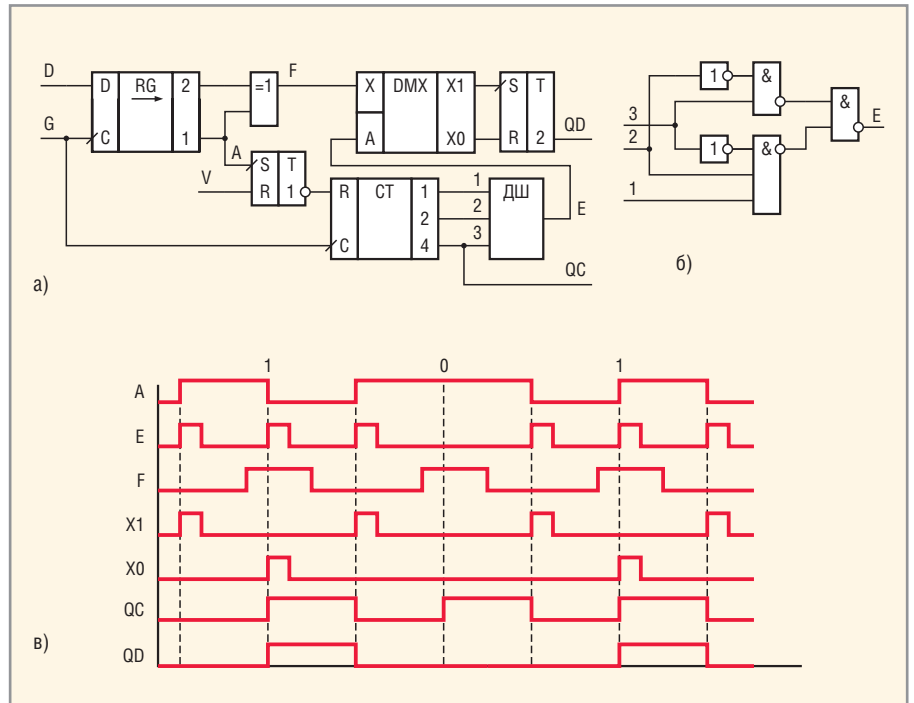 D
D RG 2
=1
F
X DMX X1
S T
G
C 1
A
A X0
R 2
QD
S T
V
R 1
R CT 1
1
ДШ
2
2
E
C 4
3
QC
а)
1
&
3
2
&
E
1
&
1
б)
1 0 1
A
E
F
X1
X0
QC
QD
в)